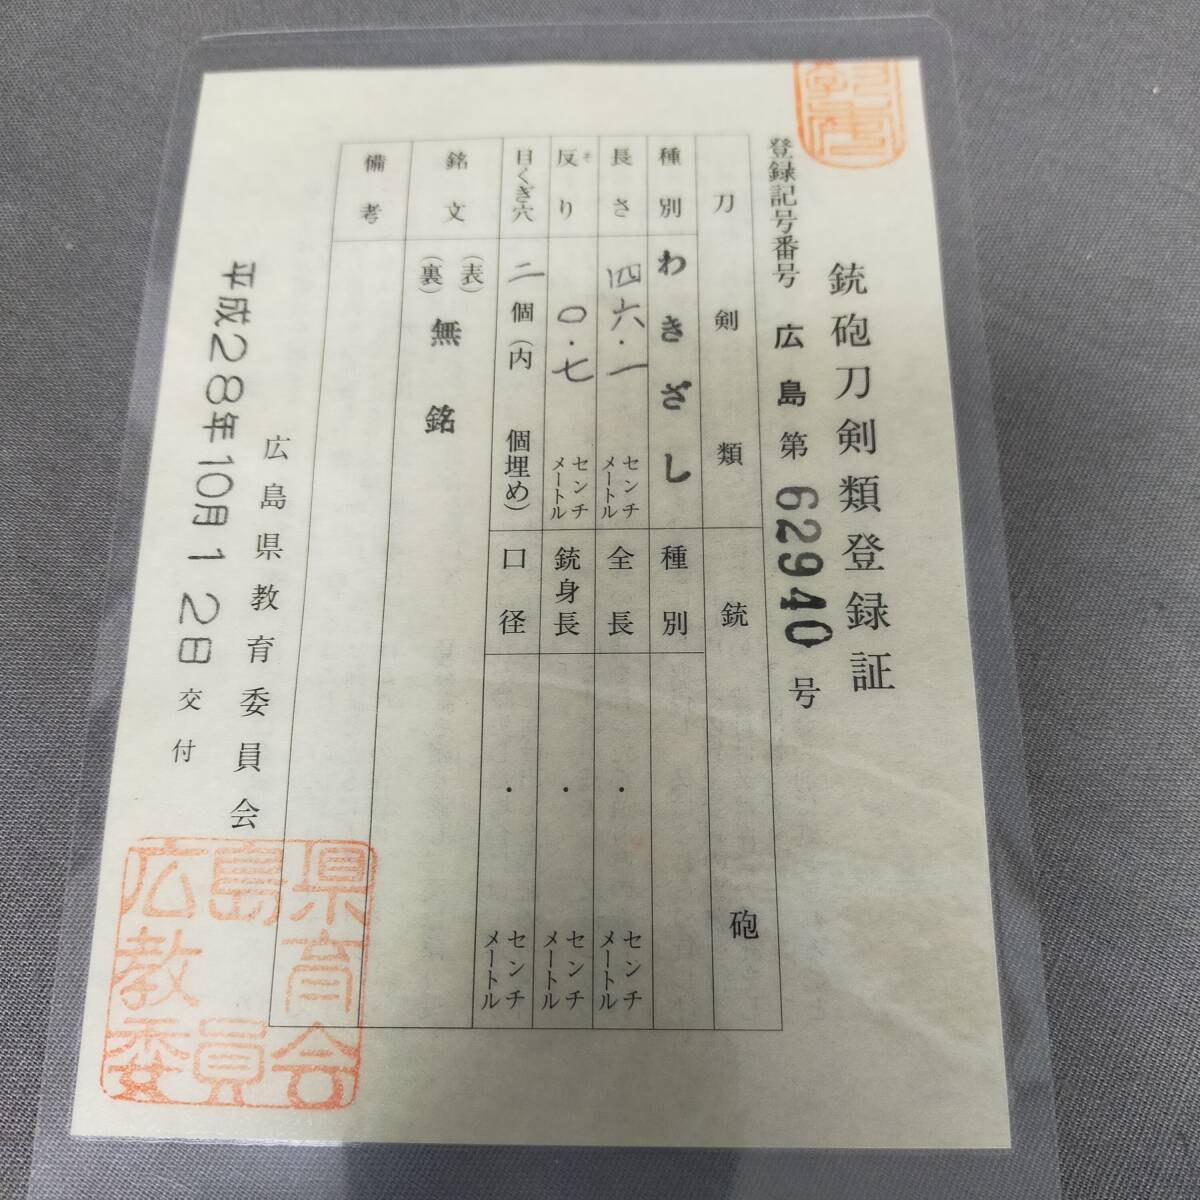 銃砲刀剣類登録証
登録記号番号 広島第62940号
刀剣類
銃砲
種別 わきざし
種別
長さ 四六.一 センチメートル
全長 . センチメートル
反り そ 〇.七 センチメートル
銃身長 . センチメートル
目くぎ穴 二個(内 個埋め)
口径 . センチメートル
銘文 (表) (裏) 無銘
備考
広島県教育委員会
平成28年10月12日交付
広島県
教育
委員会